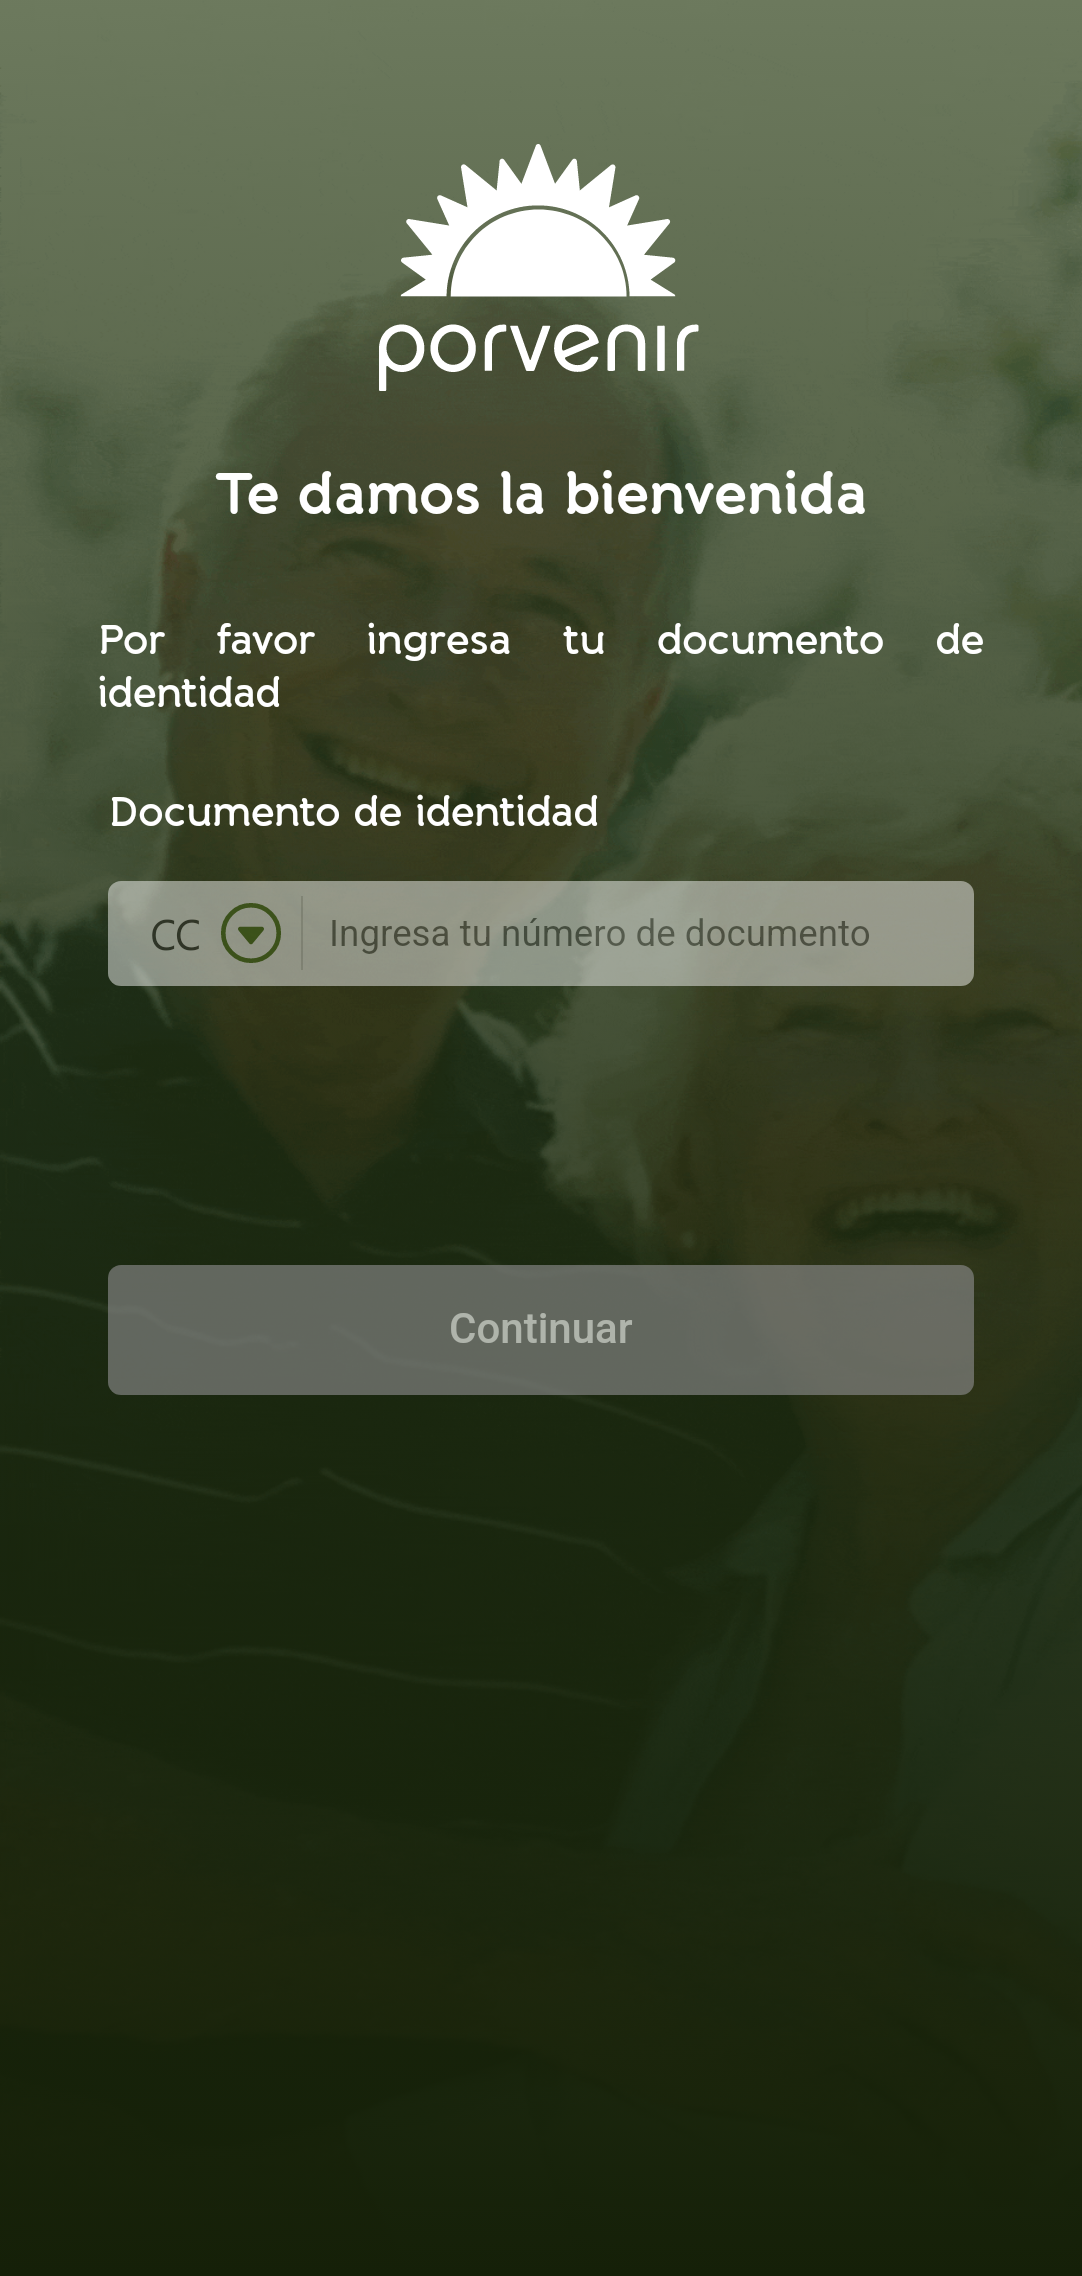 porvenir
Te damos la bienvenida
Por favor ingresa tu documento de
identidad
Documento de identidad
CC Ingresa tu número de documento
Continuar